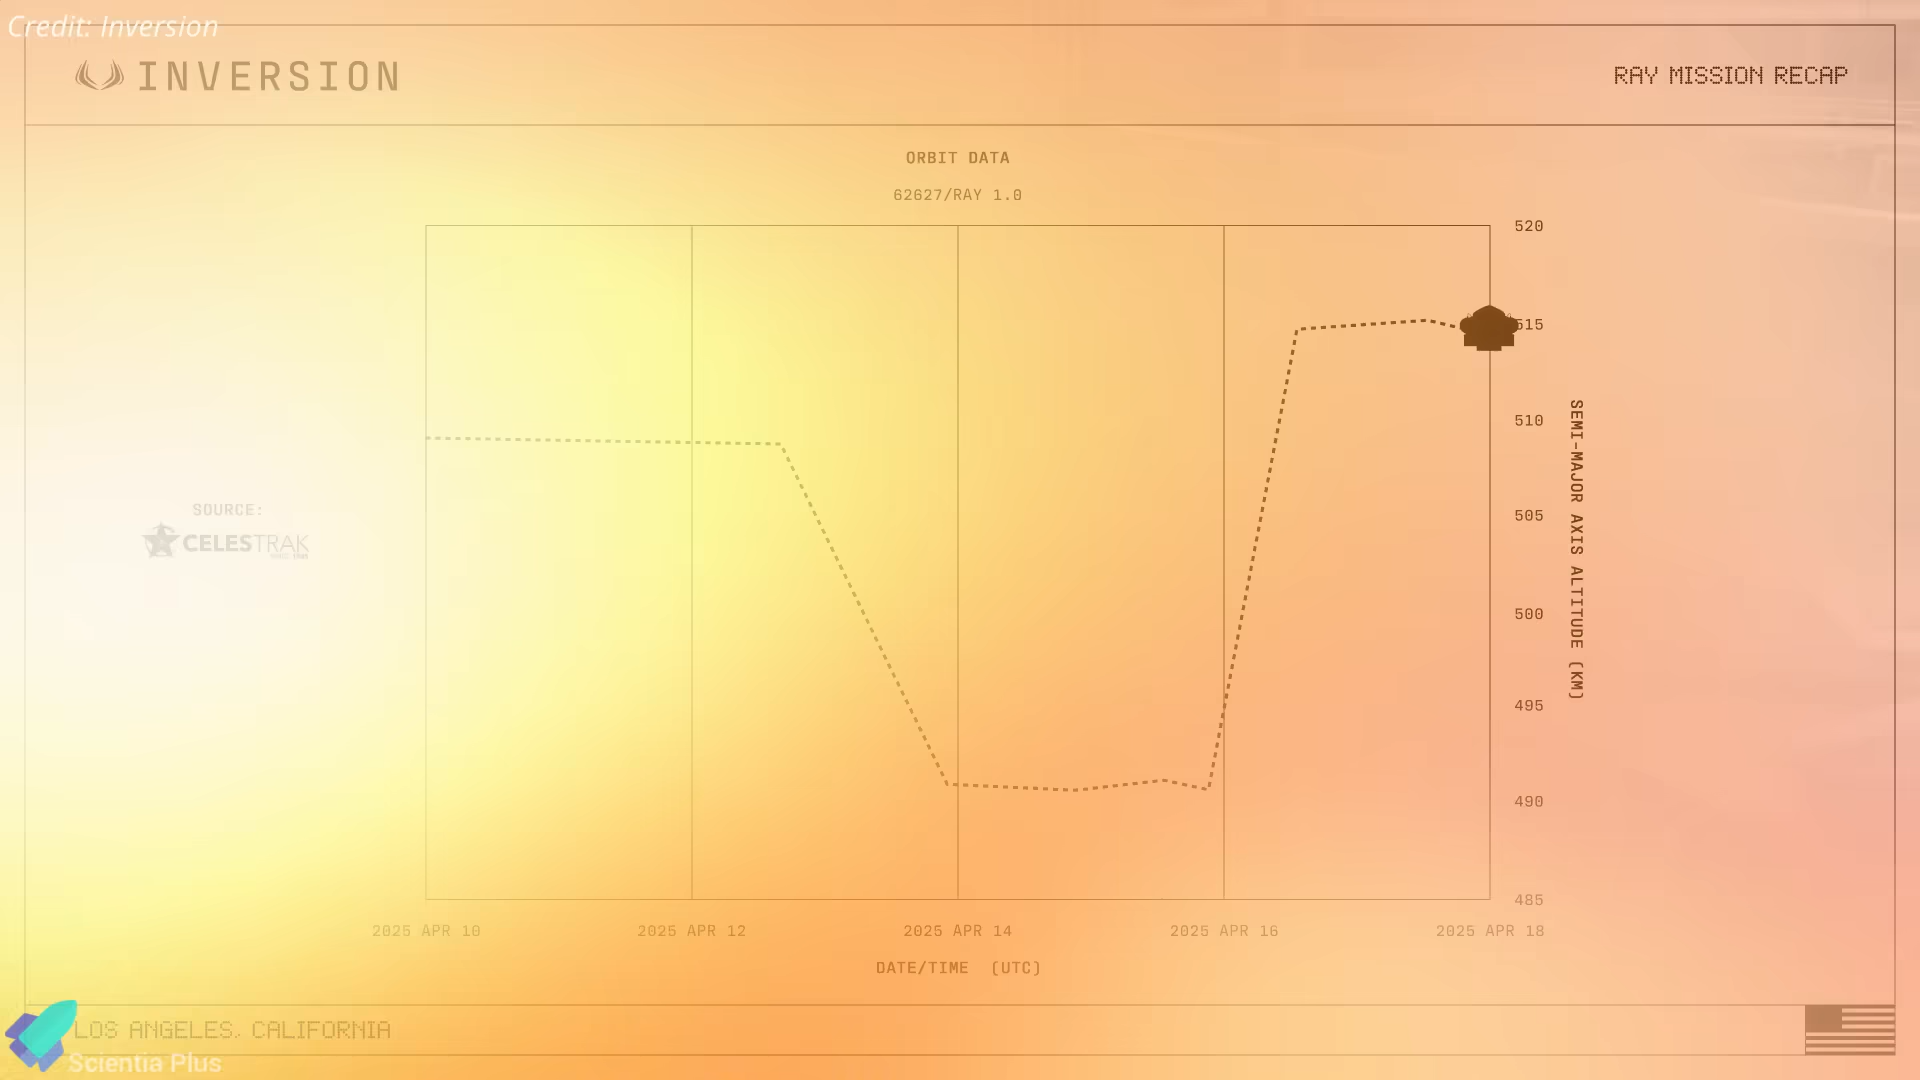 Credit: Inversion
INVERSION
RAY MISSION RECAP
ORBIT DATA
62627/RAY 1.0
520
515
510
505
500
495
490
485
SEMI-MAJOR AXIS ALTITUDE (KM)
SOURCE:
CELESTRAK
2025 APR 10
2025 APR 12
2025 APR 14
2025 APR 16
2025 APR 18
DATE/TIME (UTC)
LOS ANGELES. CALIFORNIA
Scientia Plus